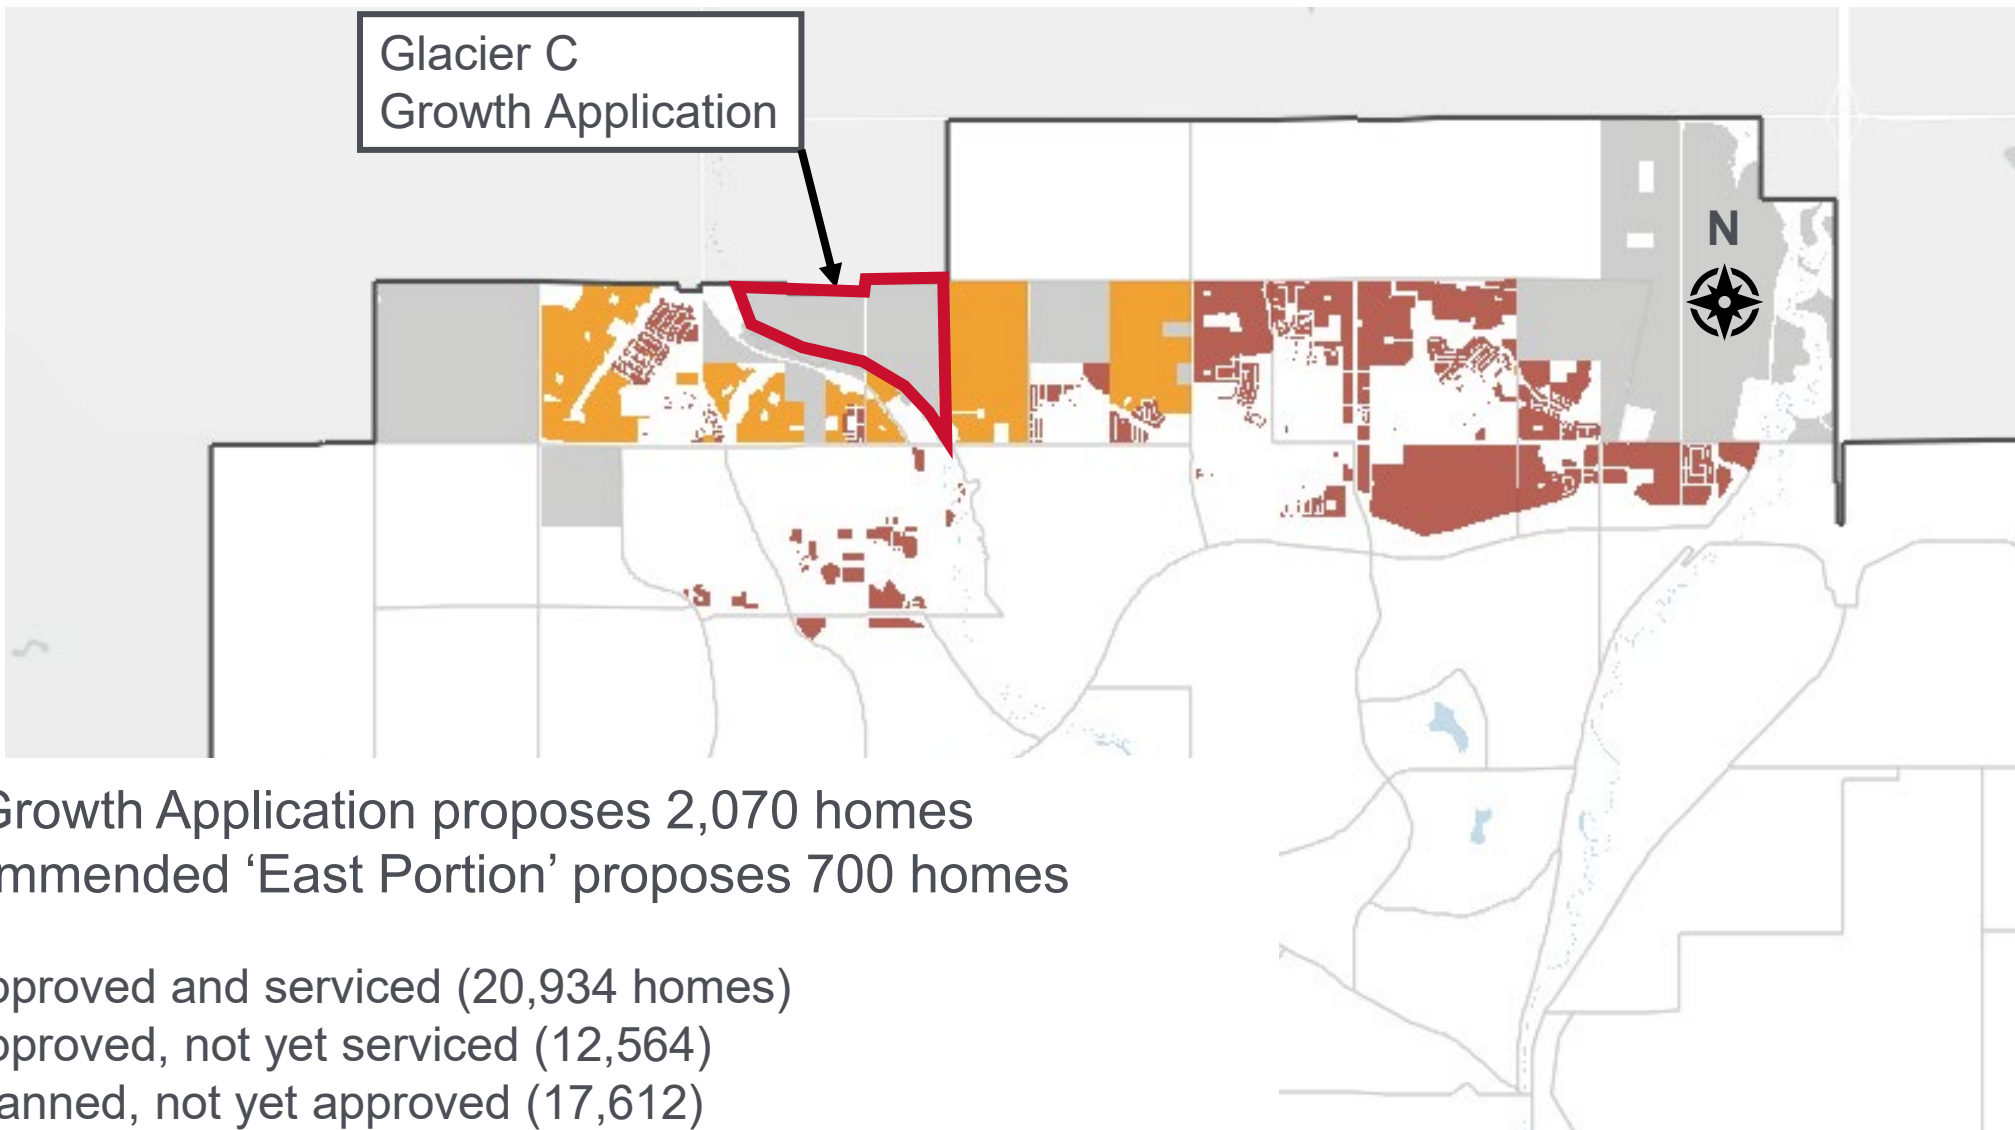 Glacier C
Growth Application
N
Growth Application proposes 2,070 homes
mmended ‘East Portion’ proposes 700 homes
pproved and serviced (20,934 homes)
pproved, not yet serviced (12,564)
anned, not yet approved (17,612)